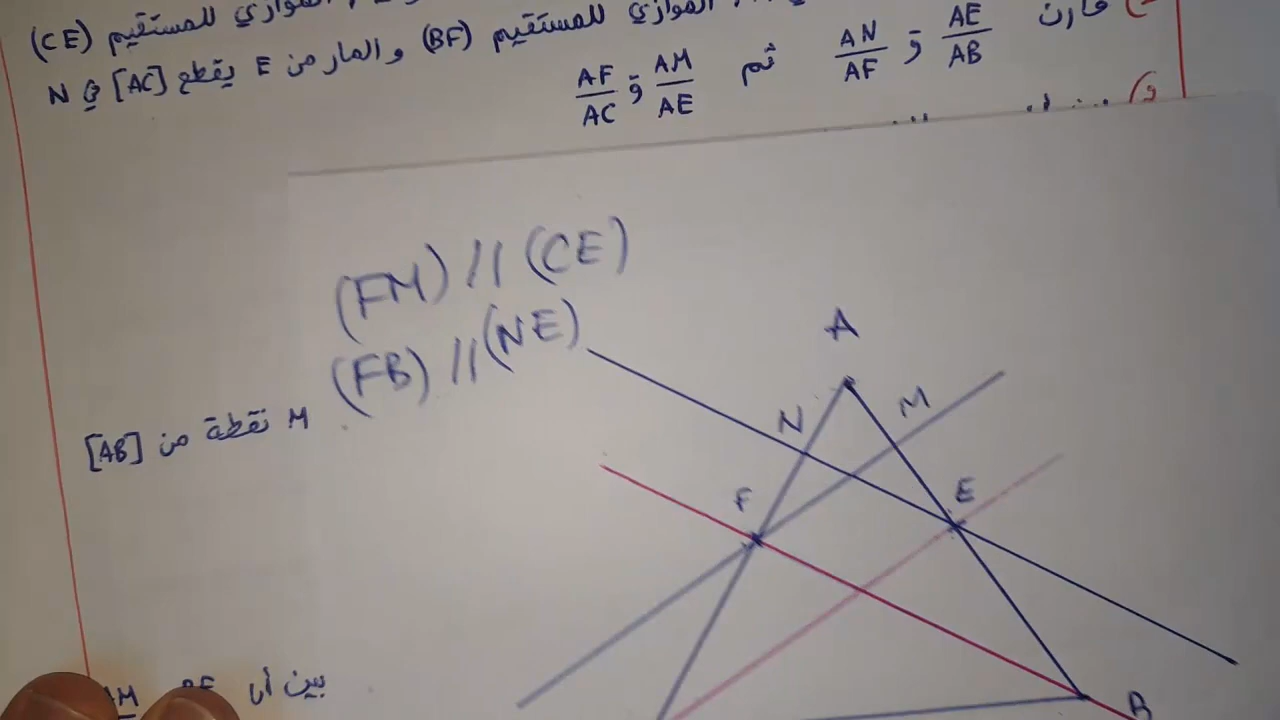 الموازي للمستقيم (CE)
الموازي للمستقيم (BF) و المار من E يقطع [AC] في N
قارن AE/AB و AN/AF ثم AM/AE و AF/AC
(FM) // (CE)
(FB) // (NE)
M نقطة من [AB]
A
N
M
F
E
B
بين أن